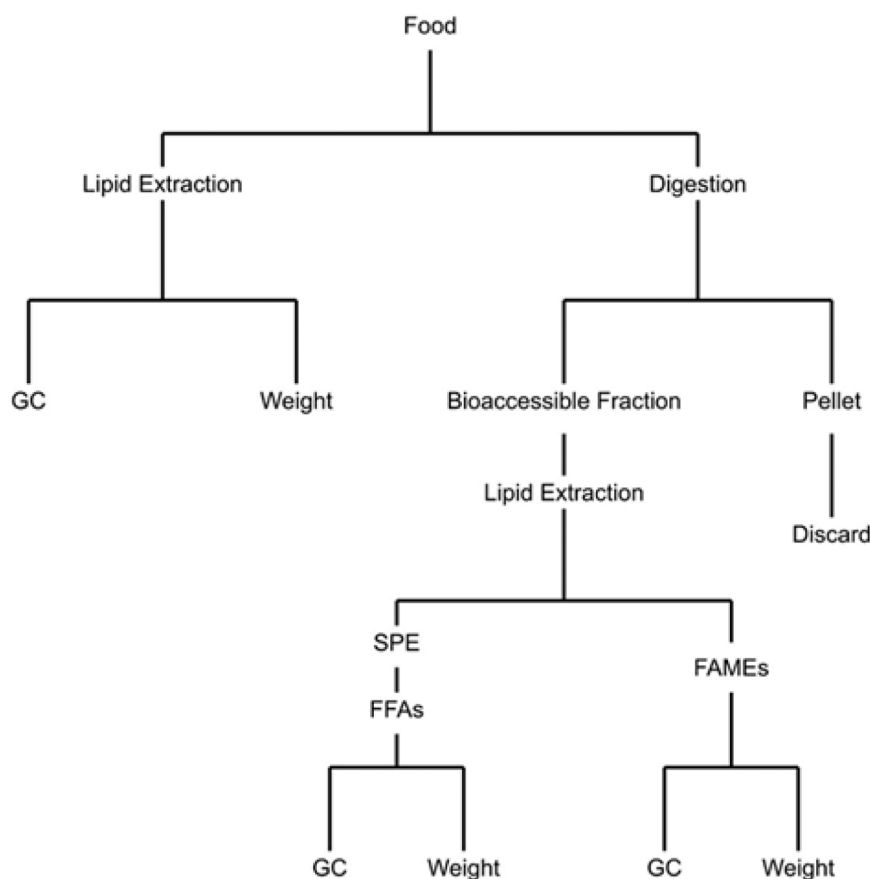 Food
Lipid Extraction
Digestion
GC
Weight
Bioaccessible Fraction
Pellet
Lipid Extraction
Discard
SPE
FAMEs
FFAs
GC
Weight
GC
Weight